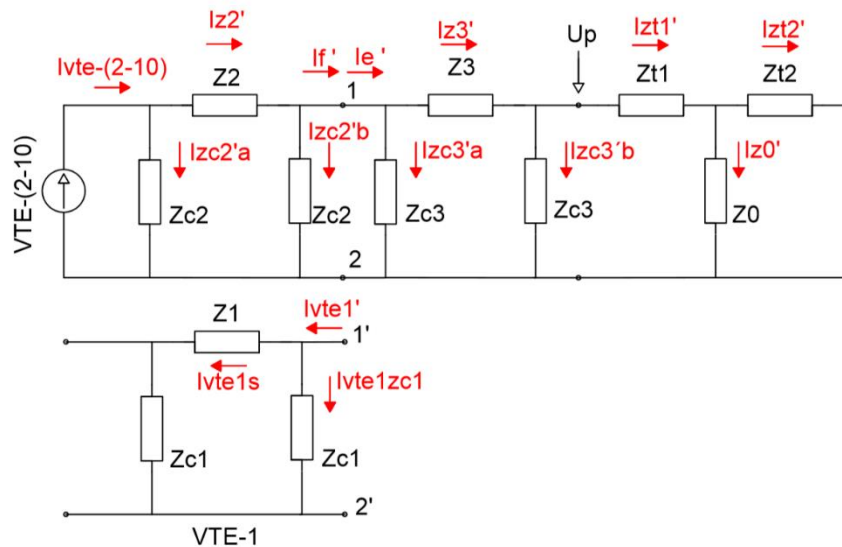 Iz2'
Iz3'
Up
Izt1'
Izt2'
Ivte-(2-10)
If '
Ie '
Z2
1
Z3
Zt1
Zt2
VTE-(2-10)
Izc2'a
Izc2'b
Izc3'a
Izc3´b
Iz0'
Zc2
Zc2
Zc3
Zc3
Z0
2
Z1
Ivte1'
1'
Ivte1s
Ivte1zc1
Zc1
Zc1
2'
VTE-1